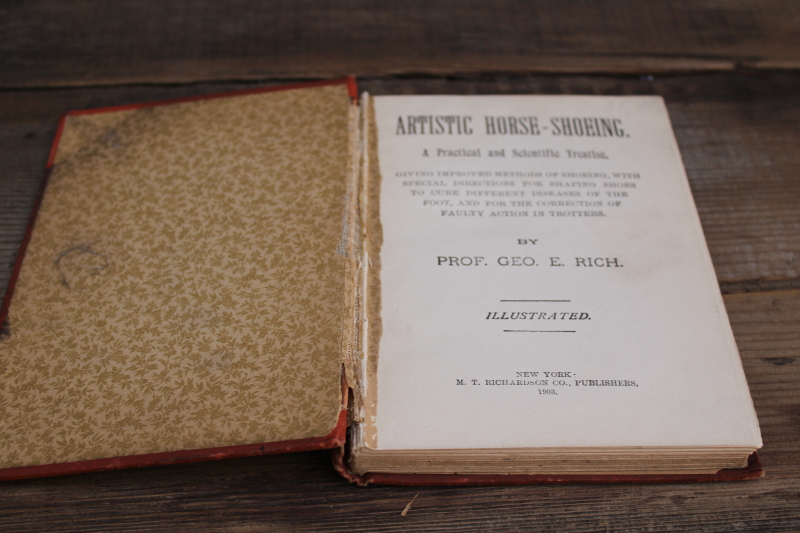 ARTISTIC HORSE-SHOEING.
A Practical and Scientific Treatise,
GIVING IMPROVED METHODS OF SHOEING, WITH
SPECIAL DIRECTIONS FOR SHAPING SHOES
TO CURE DIFFERENT DISEASES OF THE
FOOT, AND FOR THE CORRECTION OF
FAULTY ACTION IN TROTTERS.
BY
PROF. GEO. E. RICH.
ILLUSTRATED.
NEW YORK:
M. T. RICHARDSON CO., PUBLISHERS,
1903.